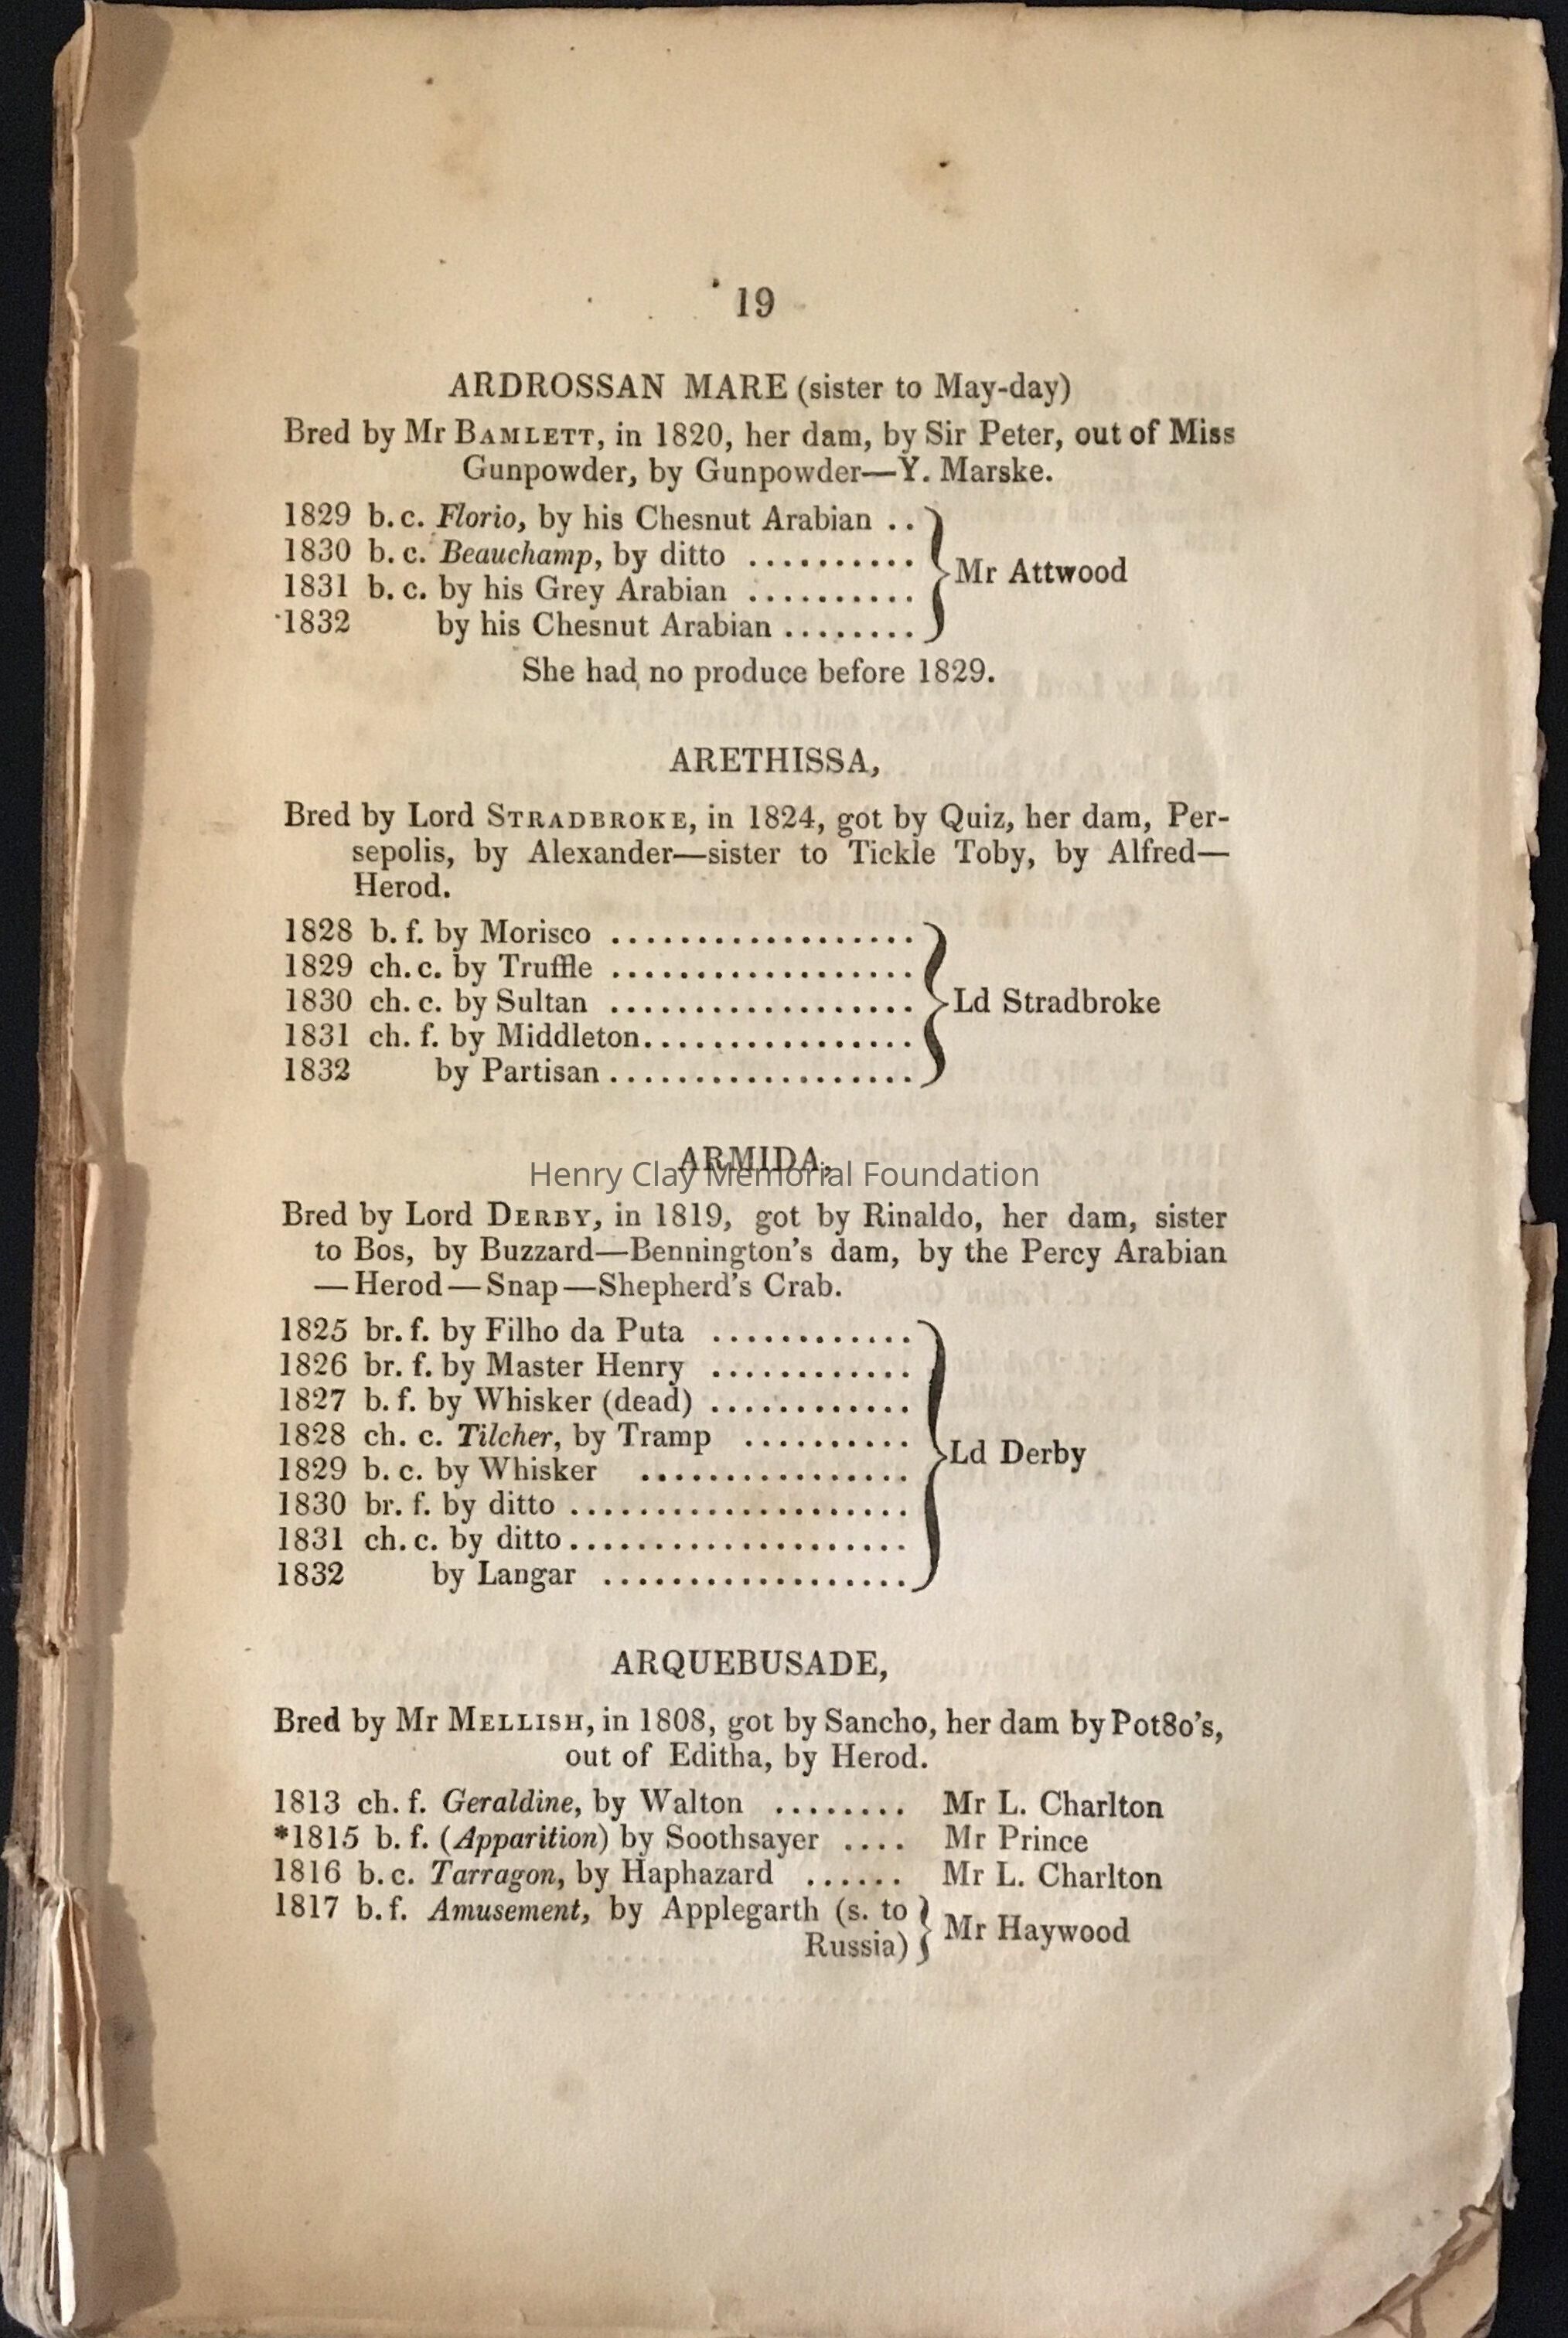 19
ARDROSSAN MARE (sister to May-day)
Bred by Mr BAMLETT, in 1820, her dam, by Sir Peter, out of Miss
Gunpowder, by Gunpowder—Y. Marske.
1829 b. c. Florio, by his Chesnut Arabian ..
1830 b. c. Beauchamp, by ditto ..........
1831 b. c. by his Grey Arabian ..........
1832 by his Chesnut Arabian ........
Mr Attwood
She had no produce before 1829.
ARETHISSA,
Bred by Lord STRADBROKE, in 1824, got by Quiz, her dam, Per-
sepolis, by Alexander—sister to Tickle Toby, by Alfred—
Herod.
1828 b. f. by Morisco ..................
1829 ch. c. by Truffle ..................
1830 ch. c. by Sultan ..................
1831 ch. f. by Middleton................
1832 by Partisan ..................
Ld Stradbroke
ARMIDA,
Henry Clay Memorial Foundation
Bred by Lord DERBY, in 1819, got by Rinaldo, her dam, sister
to Bos, by Buzzard—Bennington's dam, by the Percy Arabian
—Herod—Snap—Shepherd's Crab.
1825 br. f. by Filho da Puta ............
1826 br. f. by Master Henry ............
1827 b. f. by Whisker (dead) ............
1828 ch. c. Tilcher, by Tramp ..........
1829 b. c. by Whisker ................
1830 br. f. by ditto ....................
1831 ch. c. by ditto ....................
1832 by Langar ..................
Ld Derby
ARQUEBUSADE,
Bred by Mr MELLISH, in 1808, got by Sancho, her dam by Pot8o's,
out of Editha, by Herod.
1813 ch. f. Geraldine, by Walton ........ Mr L. Charlton
*1815 b. f. (Apparition) by Soothsayer .... Mr Prince
1816 b. c. Tarragon, by Haphazard ...... Mr L. Charlton
1817 b. f. Amusement, by Applegarth (s. to
Russia)
Mr Haywood